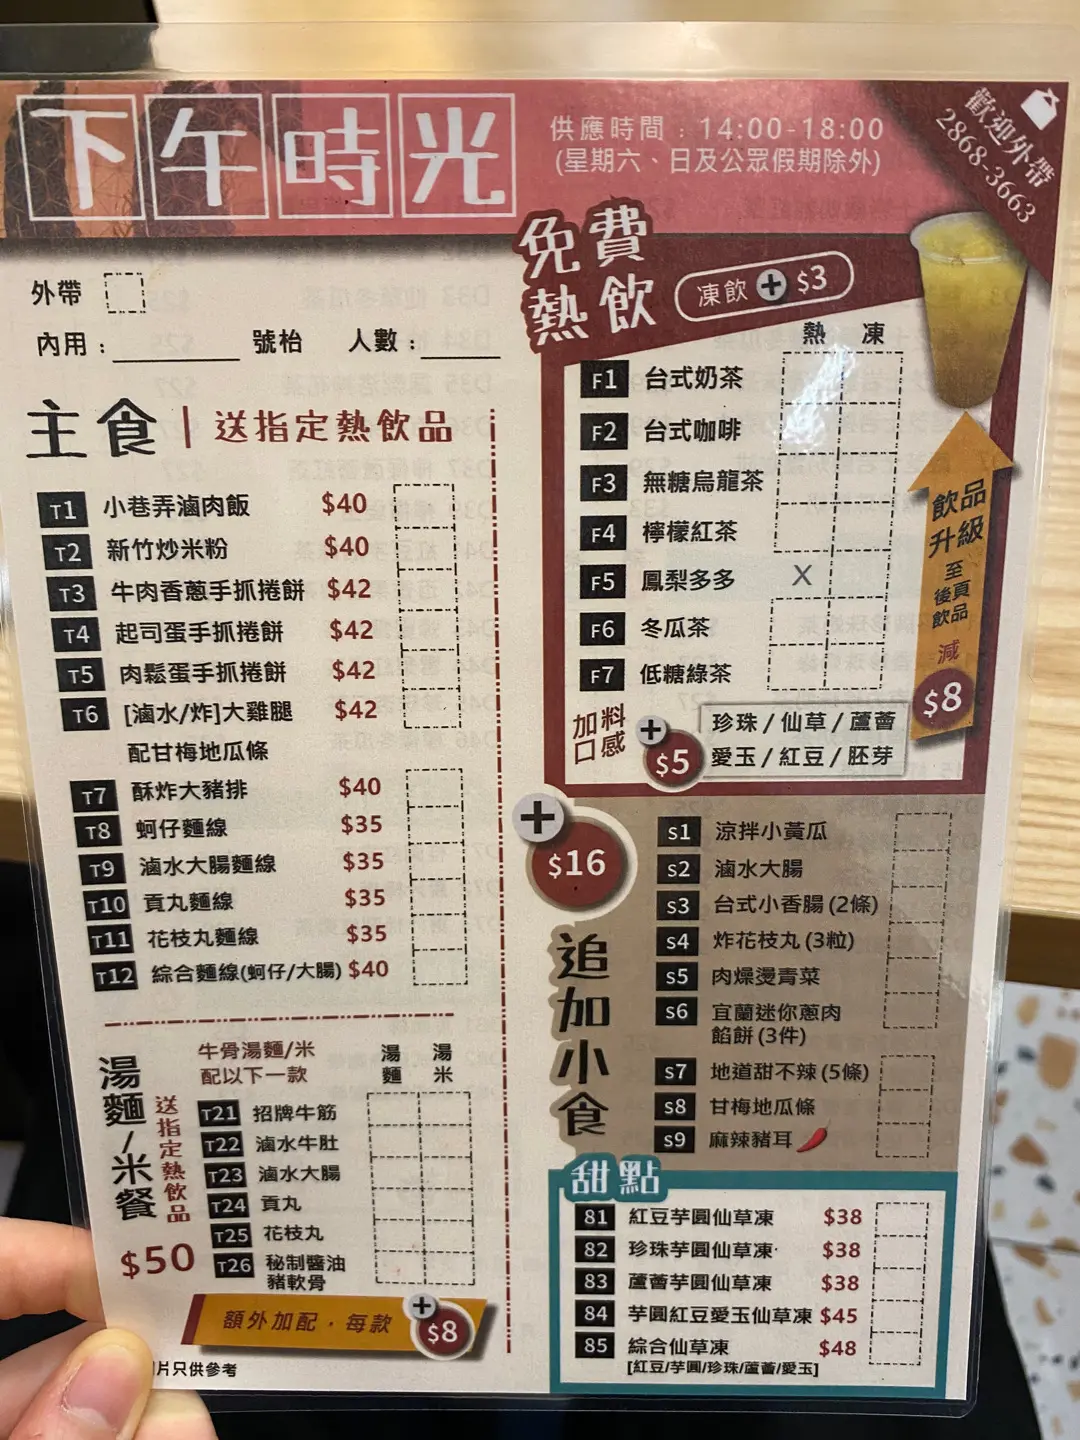 下午時光
供應時間：14:00-18:00
(星期六、日及公眾假期除外)
歡迎外帶
2868-3663
外帶
內用：
號枱
人數：
主食
送指定熱飲品
T1 小巷弄滷肉飯 $40
T2 新竹炒米粉 $40
T3 牛肉香蔥手抓捲餅 $42
T4 起司蛋手抓捲餅 $42
T5 肉鬆蛋手抓捲餅 $42
T6 [滷水/炸]大雞腿 $42
配甘梅地瓜條
T7 酥炸大豬排 $40
T8 蚵仔麵線 $35
T9 滷水大腸麵線 $35
T10 貢丸麵線 $35
T11 花枝丸麵線 $35
T12 綜合麵線(蚵仔/大腸) $40
湯麵/米餐
送指定熱飲品
$50
牛骨湯麵/米
配以下一款
湯麵
湯米
T21 招牌牛筋
T22 滷水牛肚
T23 滷水大腸
T24 貢丸
T25 花枝丸
T26 秘制醬油
豬軟骨
額外加配，每款
+
$8
片只供參考
免費
熱飲
凍飲+$3
熱 凍
F1 台式奶茶
F2 台式咖啡
F3 無糖烏龍茶
F4 檸檬紅茶
F5 鳳梨多多 X
F6 冬瓜茶
F7 低糖綠茶
飲品
升級
至
後頁
飲品
減
$8
加料
口感
+
$5
珍珠/仙草/蘆薈
愛玉/紅豆/胚芽
+
$16
追加小食
S1 涼拌小黃瓜
S2 滷水大腸
S3 台式小香腸(2條)
S4 炸花枝丸(3粒)
S5 肉燥燙青菜
S6 宜蘭迷你蔥肉
餡餅(3件)
S7 地道甜不辣(5條)
S8 甘梅地瓜條
S9 麻辣豬耳
甜點
81 紅豆芋圓仙草凍 $38
82 珍珠芋圓仙草凍 $38
83 蘆薈芋圓仙草凍 $38
84 芋圓紅豆愛玉仙草凍 $45
85 綜合仙草凍 $48
[紅豆/芋圓/珍珠/蘆薈/愛玉]